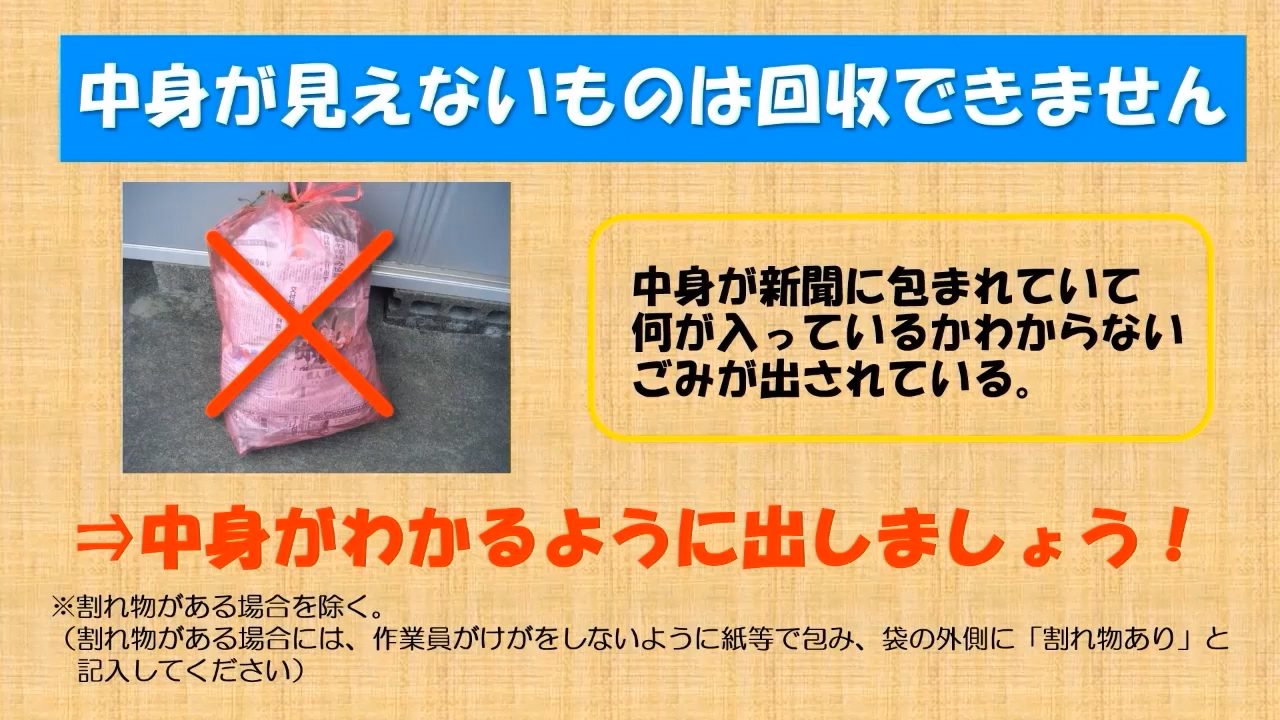 中身が見えないものは回収できません
中身が新聞に包まれていて
何が入っているかわからない
ごみが出されている。
⇒中身がわかるように出しましょう！
※割れ物がある場合を除く。
（割れ物がある場合には、作業員がけがをしないように紙等で包み、袋の外側に「割れ物あり」と
記入してください）